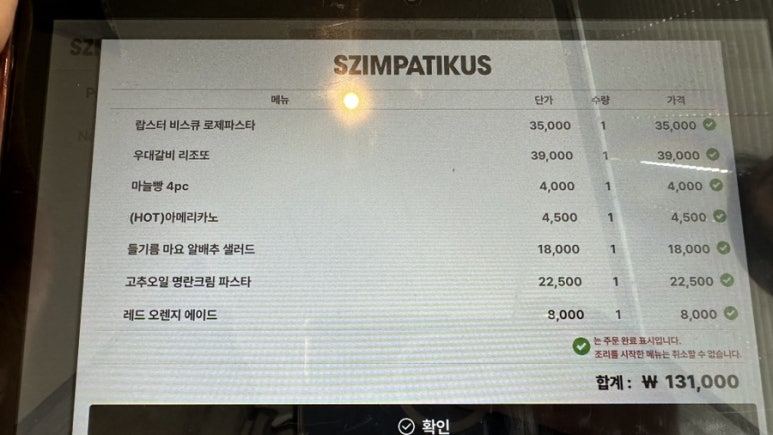 SZIMPATIKUS
메뉴 단가 수량 가격
랍스터 비스큐 로제파스타 35,000 1 35,000
우대갈비 리조또 39,000 1 39,000
마늘빵 4pc 4,000 1 4,000
(HOT)아메리카노 4,500 1 4,500
들기름 마요 알배추 샐러드 18,000 1 18,000
고추오일 명란크림 파스타 22,500 1 22,500
레드 오렌지 에이드 8,000 1 8,000
는 주문 완료 표시입니다.
조리를 시작한 메뉴는 취소할 수 없습니다.
합계 : ₩ 131,000
확인